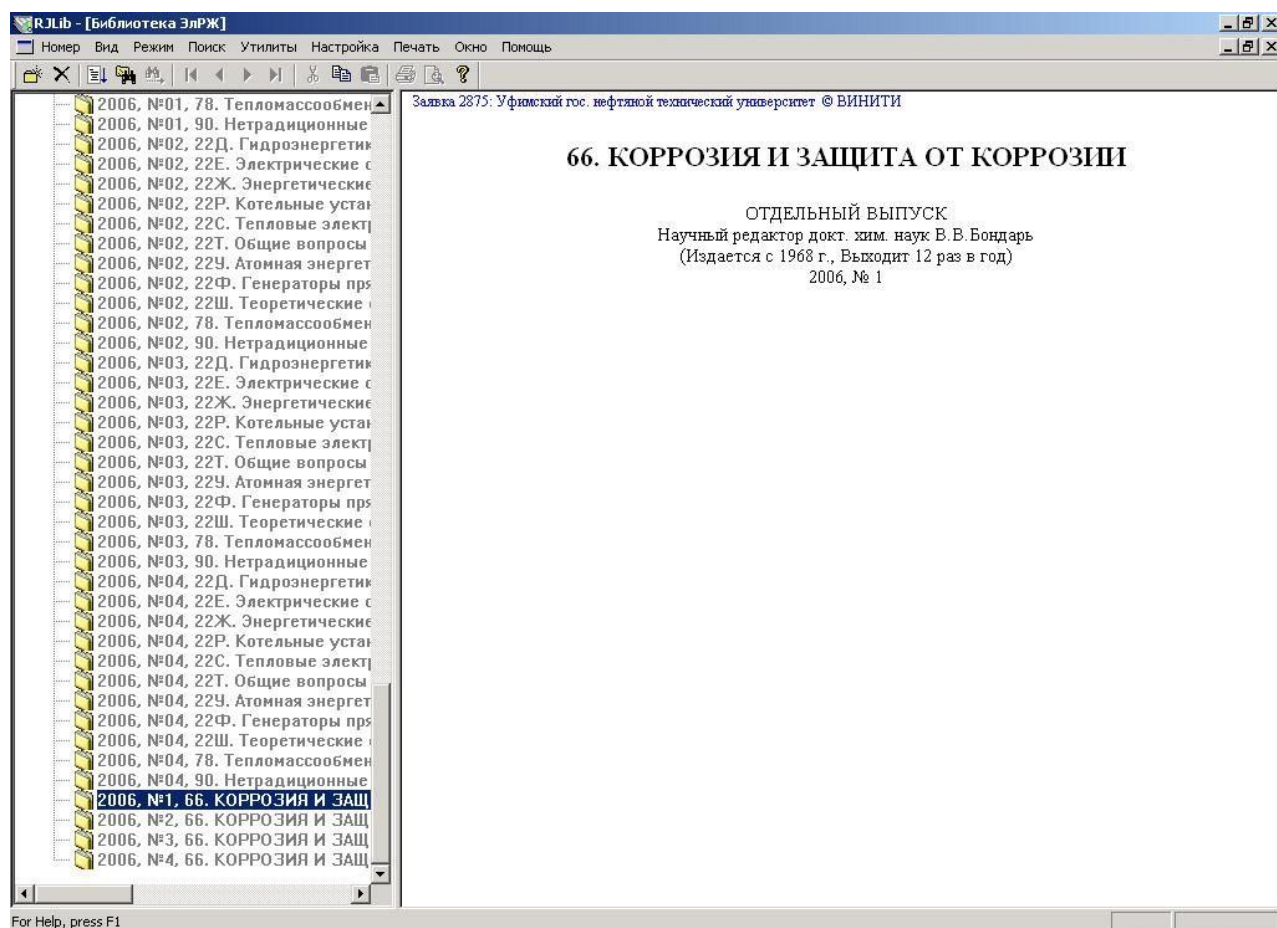 RJLib - [Библиотека ЭлРЖ]
Номер Вид Режим Поиск Утилиты Настройка Печать Окно Помощь
2006, №01, 78. Тепломассообмен
2006, №01, 90. Нетрадиционные
2006, №02, 22Д. Гидроэнергетик
2006, №02, 22Е. Электрические с
2006, №02, 22Ж. Энергетические
2006, №02, 22Р. Котельные устан
2006, №02, 22С. Тепловые элект
2006, №02, 22Т. Общие вопросы
2006, №02, 22У. Атомная энергет
2006, №02, 22Ф. Генераторы пря
2006, №02, 22Ш. Теоретические
2006, №02, 78. Тепломассообмен
2006, №02, 90. Нетрадиционные
2006, №03, 22Д. Гидроэнергетик
2006, №03, 22Е. Электрические с
2006, №03, 22Ж. Энергетические
2006, №03, 22Р. Котельные устан
2006, №03, 22С. Тепловые элект
2006, №03, 22Т. Общие вопросы
2006, №03, 22У. Атомная энергет
2006, №03, 22Ф. Генераторы пря
2006, №03, 22Ш. Теоретические
2006, №03, 78. Тепломассообмен
2006, №03, 90. Нетрадиционные
2006, №04, 22Д. Гидроэнергетик
2006, №04, 22Е. Электрические с
2006, №04, 22Ж. Энергетические
2006, №04, 22Р. Котельные устан
2006, №04, 22С. Тепловые элект
2006, №04, 22Т. Общие вопросы
2006, №04, 22У. Атомная энергет
2006, №04, 22Ф. Генераторы пря
2006, №04, 22Ш. Теоретические
2006, №04, 78. Тепломассообмен
2006, №04, 90. Нетрадиционные
2006, №1, 66. КОРРОЗИЯ И ЗАЩ
2006, №2, 66. КОРРОЗИЯ И ЗАЩ
2006, №3, 66. КОРРОЗИЯ И ЗАЩ
2006, №4, 66. КОРРОЗИЯ И ЗАЩ
Заявка 2875: Уфимский гос. нефтяной технический университет © ВИНИТИ
66. КОРРОЗИЯ И ЗАЩИТА ОТ КОРРОЗИИ
ОТДЕЛЬНЫЙ ВЫПУСК
Научный редактор докт. хим. наук В.В.Бондарь
(Издается с 1968 г., Выходит 12 раз в год)
2006, № 1
For Help, press F1